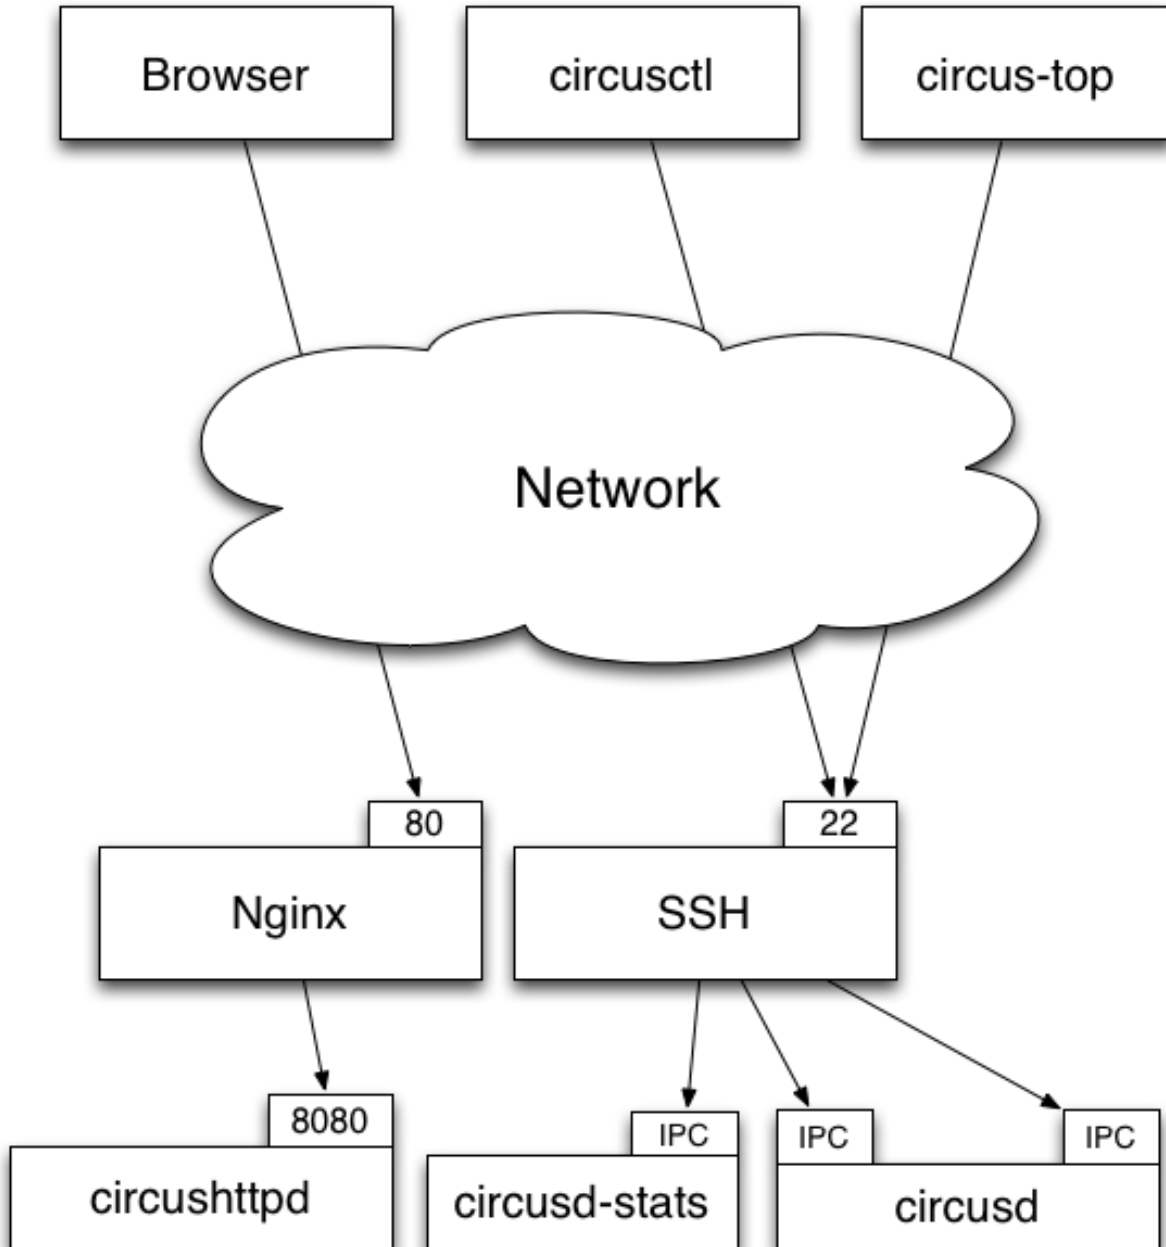 Browser
circusctl
circus-top
Network
80
22
Nginx
SSH
8080
IPC
IPC
IPC
circushttpd
circusd-stats
circusd